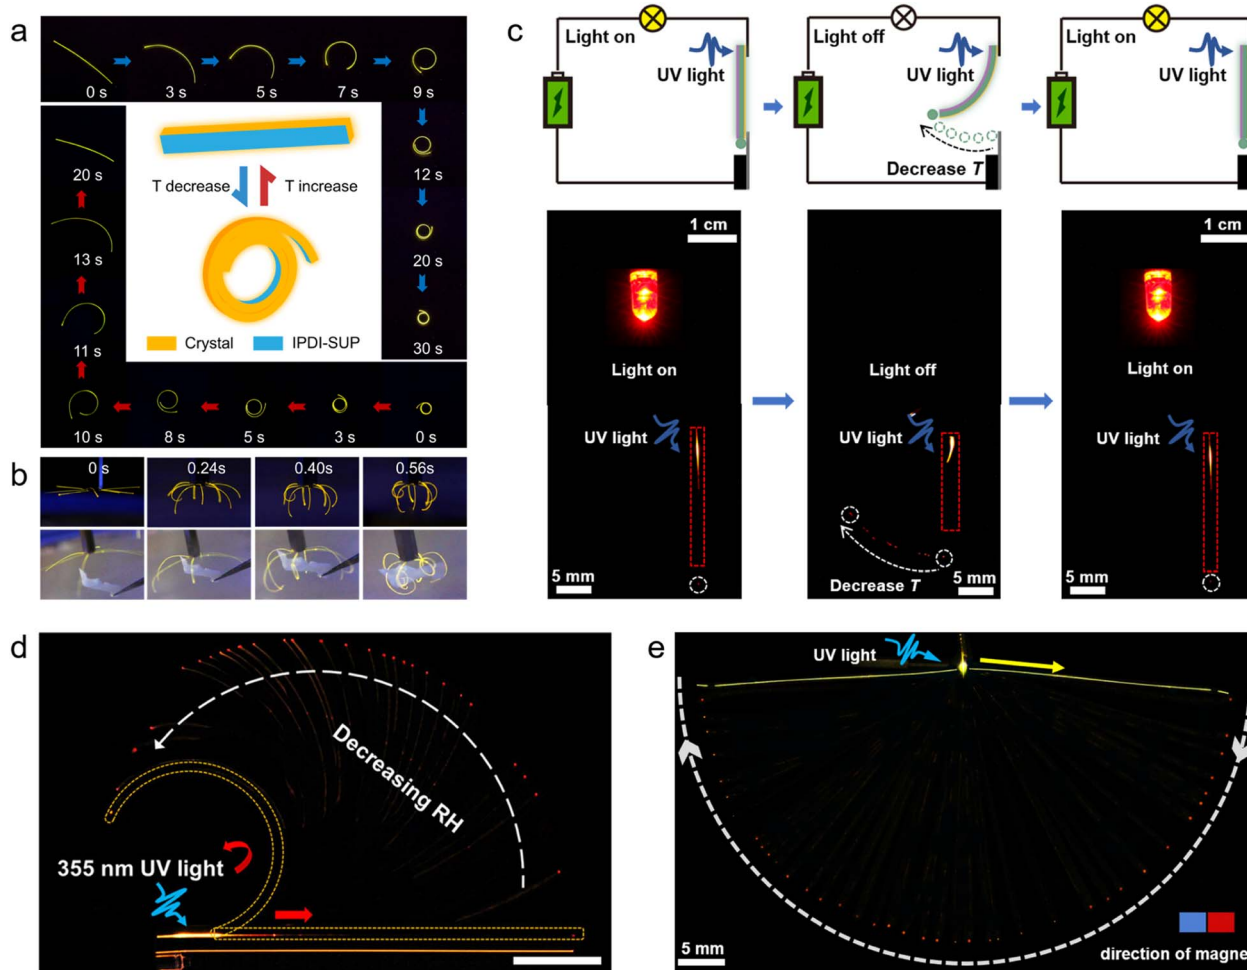 a
0 s
3 s
5 s
7 s
9 s
12 s
20 s
30 s
20 s
13 s
11 s
10 s
8 s
5 s
3 s
0 s
T decrease
T increase
Crystal
IPDI-SUP
b
0 s
0.24s
0.40s
0.56s
c
Light on
UV light
Light off
UV light
Decrease T
Light on
UV light
1 cm
Light on
UV light
5 mm
Light off
UV light
Decrease T
5 mm
1 cm
Light on
UV light
5 mm
d
Decreasing RH
355 nm UV light
e
UV light
5 mm
direction of magne